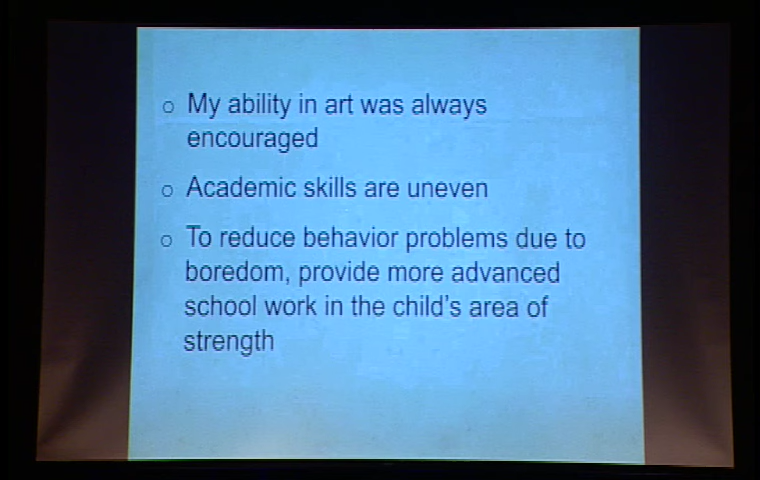 o My ability in art was always
encouraged
o Academic skills are uneven
o To reduce behavior problems due to
boredom, provide more advanced
school work in the child's area of
strength